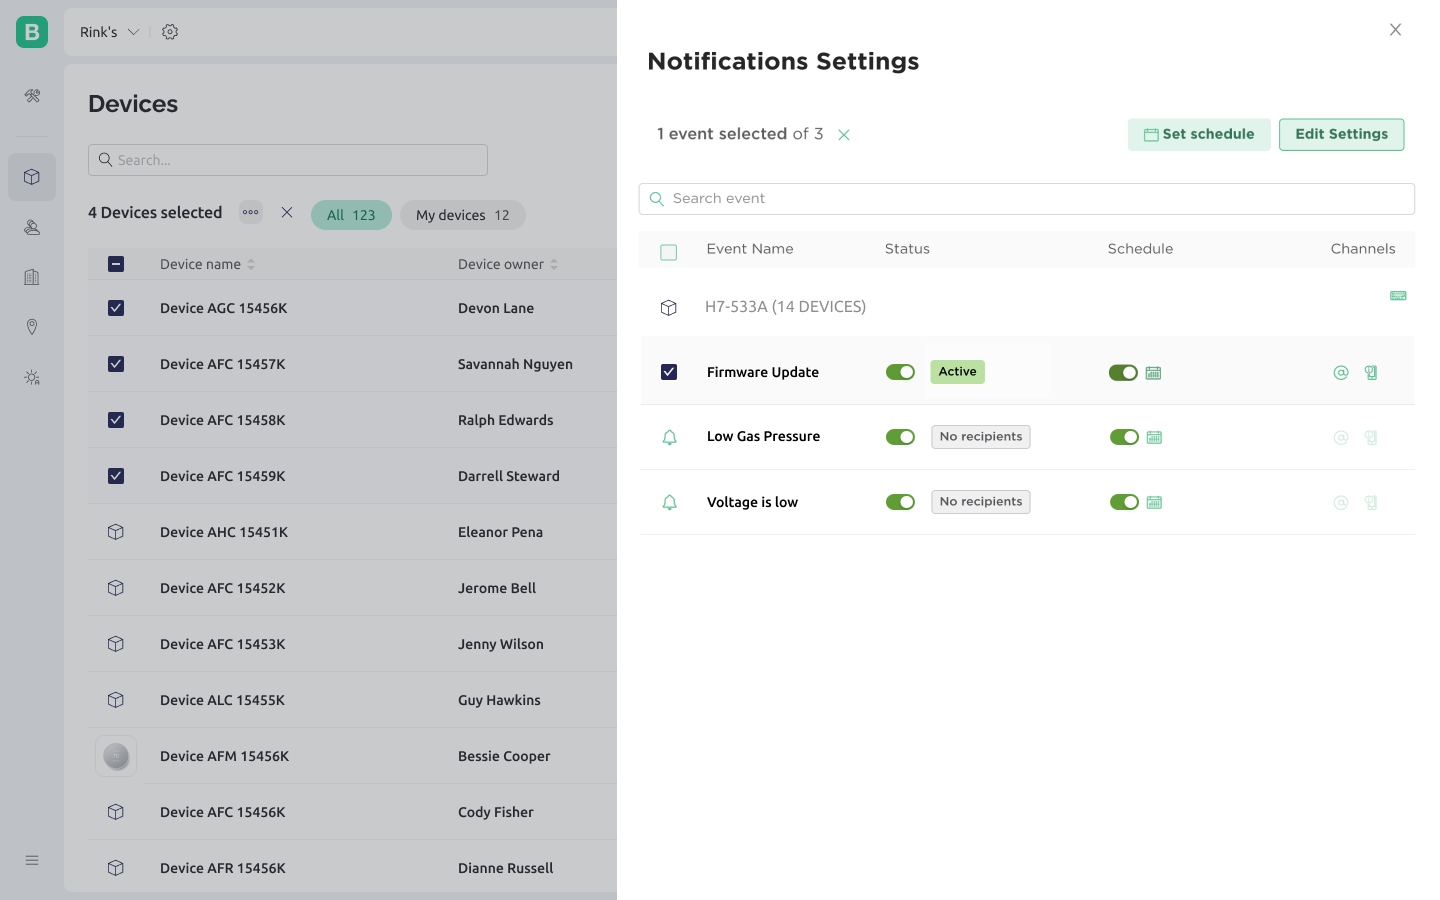 B
Rink's
Devices
Search...
4 Devices selected
All 123
My devices 12
Device name
Device owner
Device AGC 15456K
Devon Lane
Device AFC 15457K
Savannah Nguyen
Device AFC 15458K
Ralph Edwards
Device AFC 15459K
Darrell Steward
Device AHC 15451K
Eleanor Pena
Device AFC 15452K
Jerome Bell
Device AFC 15453K
Jenny Wilson
Device ALC 15455K
Guy Hawkins
Device AFM 15456K
Bessie Cooper
Device AFC 15456K
Cody Fisher
Device AFR 15456K
Dianne Russell
Notifications Settings
1 event selected of 3
Set schedule
Edit Settings
Search event
Event Name
Status
Schedule
Channels
H7-533A (14 DEVICES)
Firmware Update
Active
Low Gas Pressure
No recipients
Voltage is low
No recipients